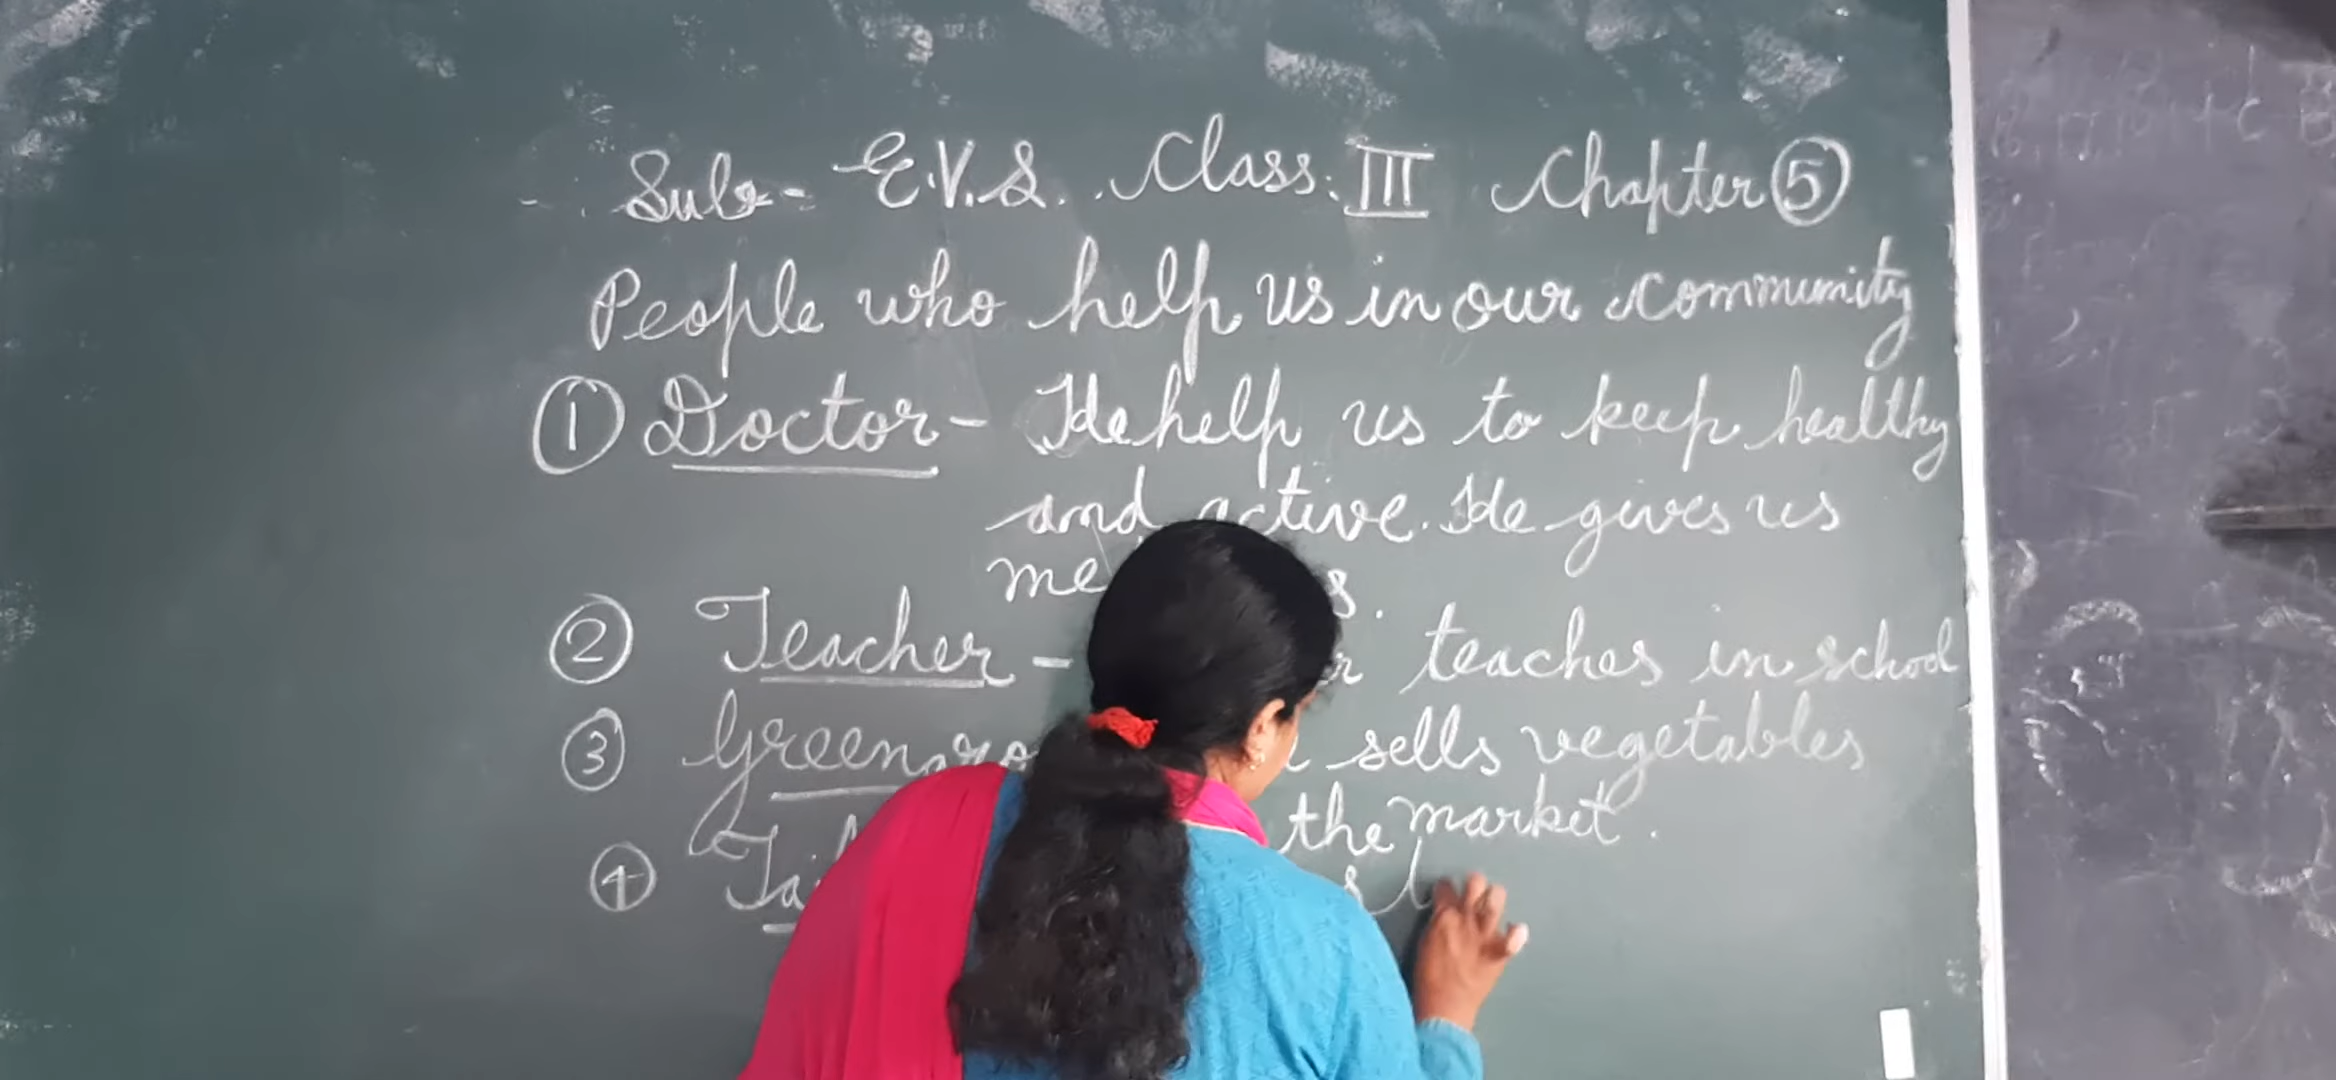 Sub- E.V.S. Class: III Chapter 5
People who help us in our community
1 Doctor - He help us to keep healthy
and active. He gives us
2 Teacher - teaches in school
3 sells vegetables
the market.
4